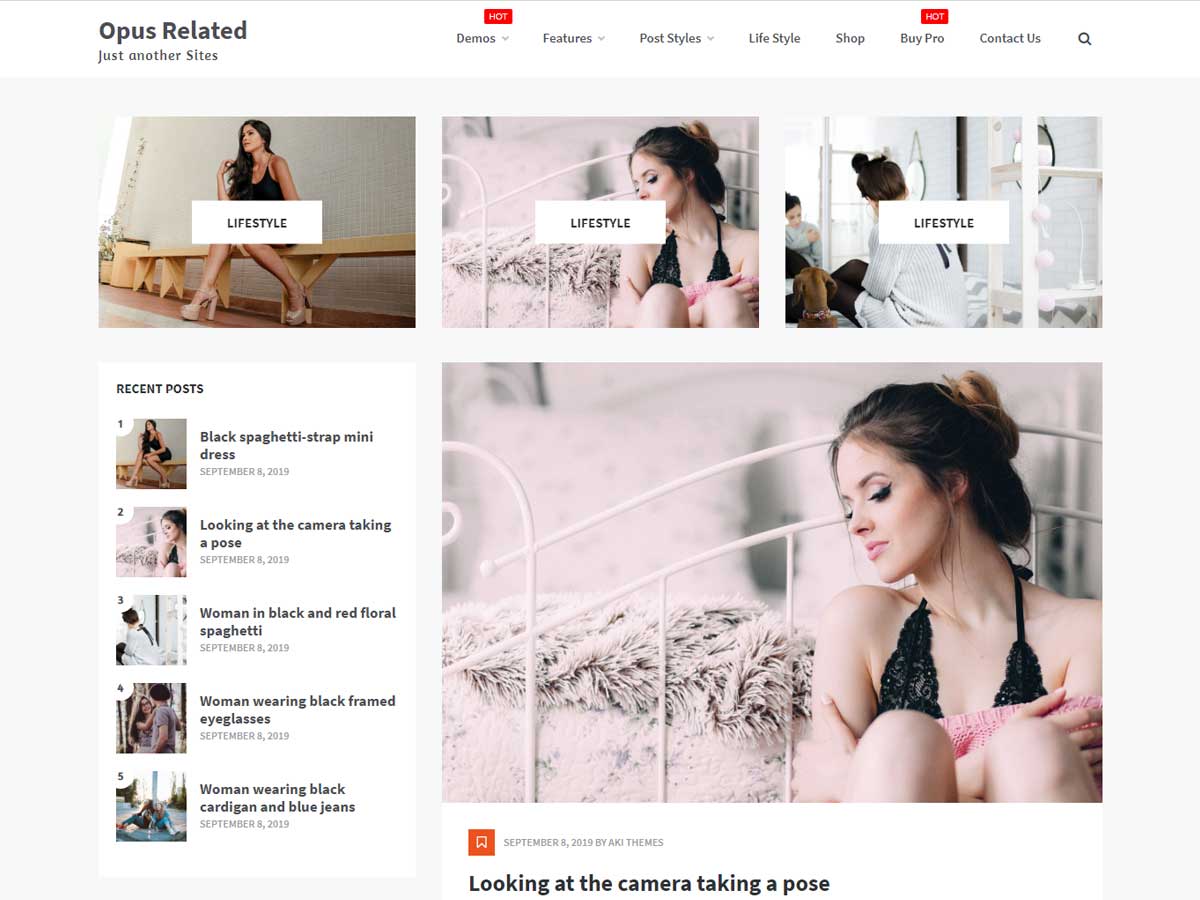 Opus Related
Just another Sites
HOT
HOT
Demos
Features
Post Styles
Life Style
Shop
Buy Pro
Contact Us
LIFESTYLE
LIFESTYLE
LIFESTYLE
RECENT POSTS
1
Black spaghetti-strap mini
dress
SEPTEMBER 8, 2019
2
Looking at the camera taking
a pose
SEPTEMBER 8, 2019
3
Woman in black and red floral
spaghetti
SEPTEMBER 8, 2019
4
Woman wearing black framed
eyeglasses
SEPTEMBER 8, 2019
5
Woman wearing black
cardigan and blue jeans
SEPTEMBER 8, 2019
SEPTEMBER 8, 2019 BY AKI THEMES
Looking at the camera taking a pose